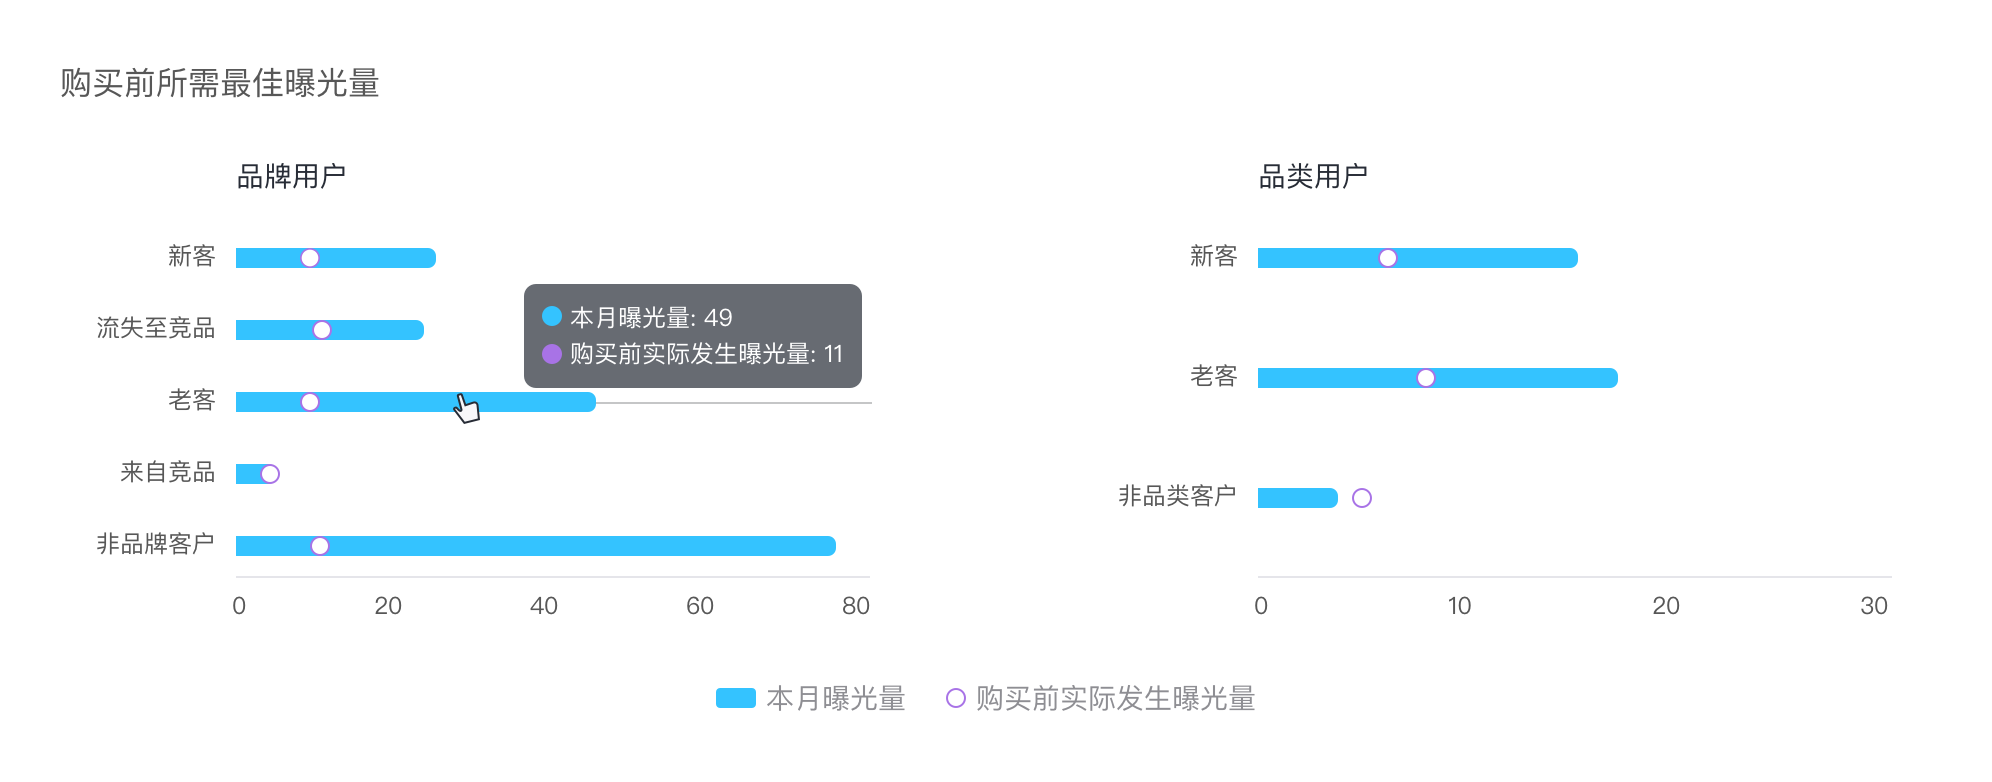 购买前所需最佳曝光量
品牌用户
新客
流失至竞品
老客
来自竞品
非品牌客户
本月曝光量: 49
购买前实际发生曝光量: 11
0 20 40 60 80
品类用户
新客
老客
非品类客户
0 10 20 30
本月曝光量 购买前实际发生曝光量